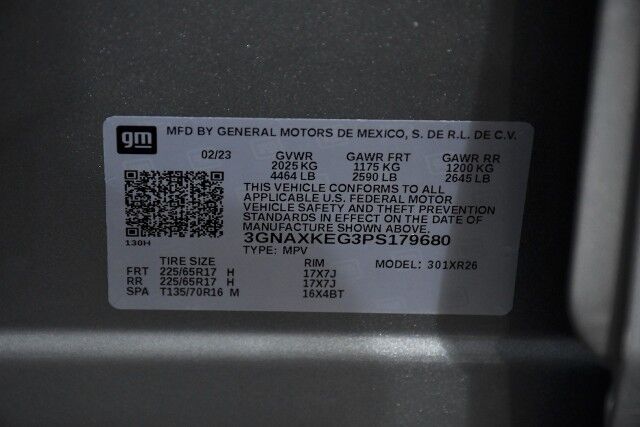 gm MFD BY GENERAL MOTORS DE MEXICO, S. DE R.L. DE C.V.
02/23 GVWR GAWR FRT GAWR RR
2025 KG 1175 KG 1200 KG
4464 LB 2590 LB 2645 LB
THIS VEHICLE CONFORMS TO ALL
APPLICABLE U.S. FEDERAL MOTOR
VEHICLE SAFETY AND THEFT PREVENTION
STANDARDS IN EFFECT ON THE DATE OF
MANUFACTURE SHOWN ABOVE.
3GNAXKEG3PS179680
130H
TYPE: MPV
TIRE SIZE RIM MODEL: 301XR26
FRT 225/65R17 H 17X7J
RR 225/65R17 H 17X7J
SPA T135/70R16 M 16X4BT